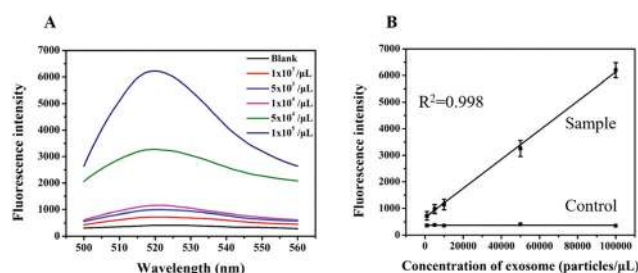 A
Fluorescence intensity
7000
6000
5000
4000
3000
2000
1000
0
500
510
520
530
540
550
560
Wavelength (nm)
Blank
1x10³/μL
5x10³/μL
1x10⁴/μL
5x10⁴/μL
1x10⁵/μL
B
Fluorescence intensity
7000
6000
5000
4000
3000
2000
1000
0
R²=0.998
Sample
Control
0
20000
40000
60000
80000
100000
Concentration of exosome (particles/μL)